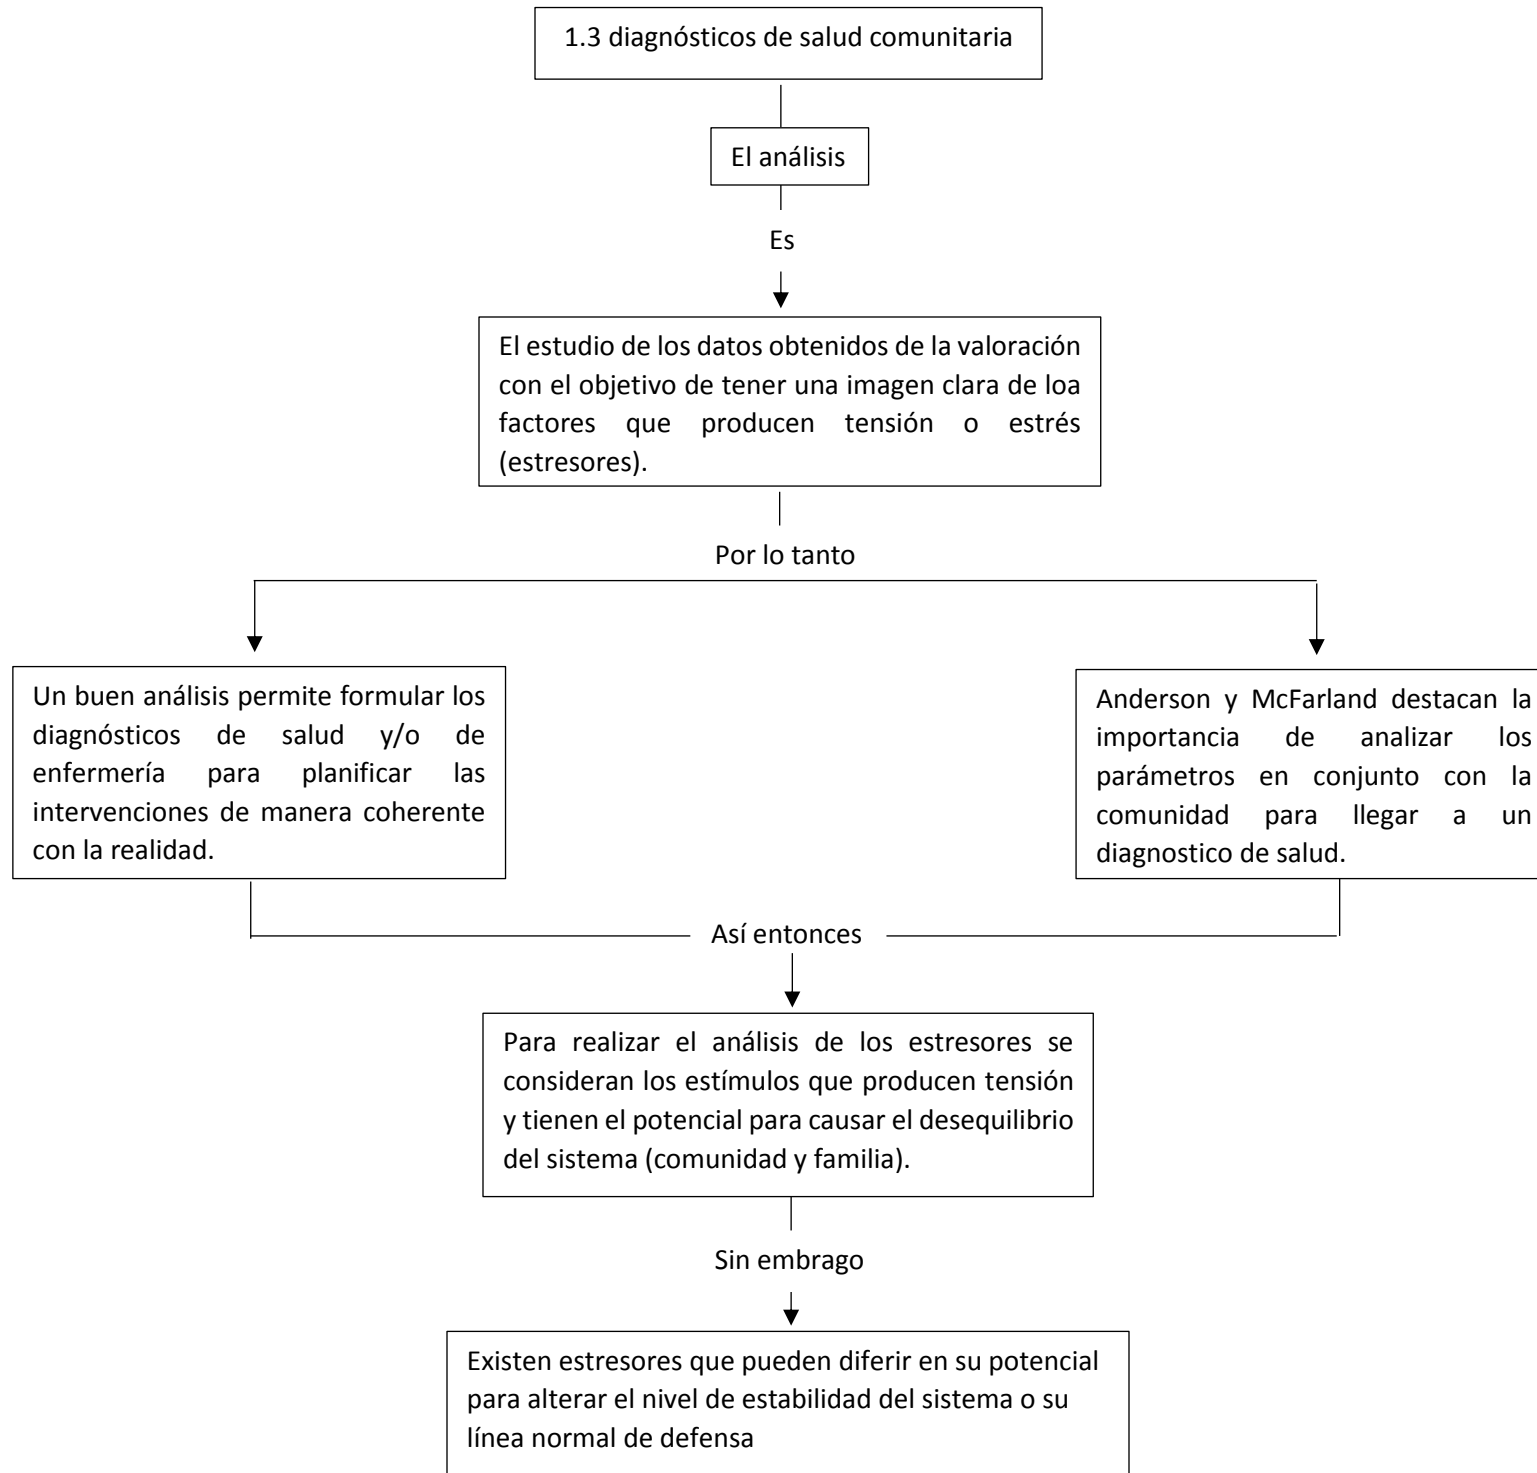 1.3 diagnósticos de salud comunitaria
El análisis
Es
El estudio de los datos obtenidos de la valoración
con el objetivo de tener una imagen clara de loa
factores que producen tensión o estrés
(estresores).
Por lo tanto
Un buen análisis permite formular los
diagnósticos de salud y/o de
enfermería para planificar las
intervenciones de manera coherente
con la realidad.
Anderson y McFarland destacan la
importancia de analizar los
parámetros en conjunto con la
comunidad para llegar a un
diagnostico de salud.
Así entonces
Para realizar el análisis de los estresores se
consideran los estímulos que producen tensión
y tienen el potencial para causar el desequilibrio
del sistema (comunidad y familia).
Sin embrago
Existen estresores que pueden diferir en su potencial
para alterar el nivel de estabilidad del sistema o su
línea normal de defensa